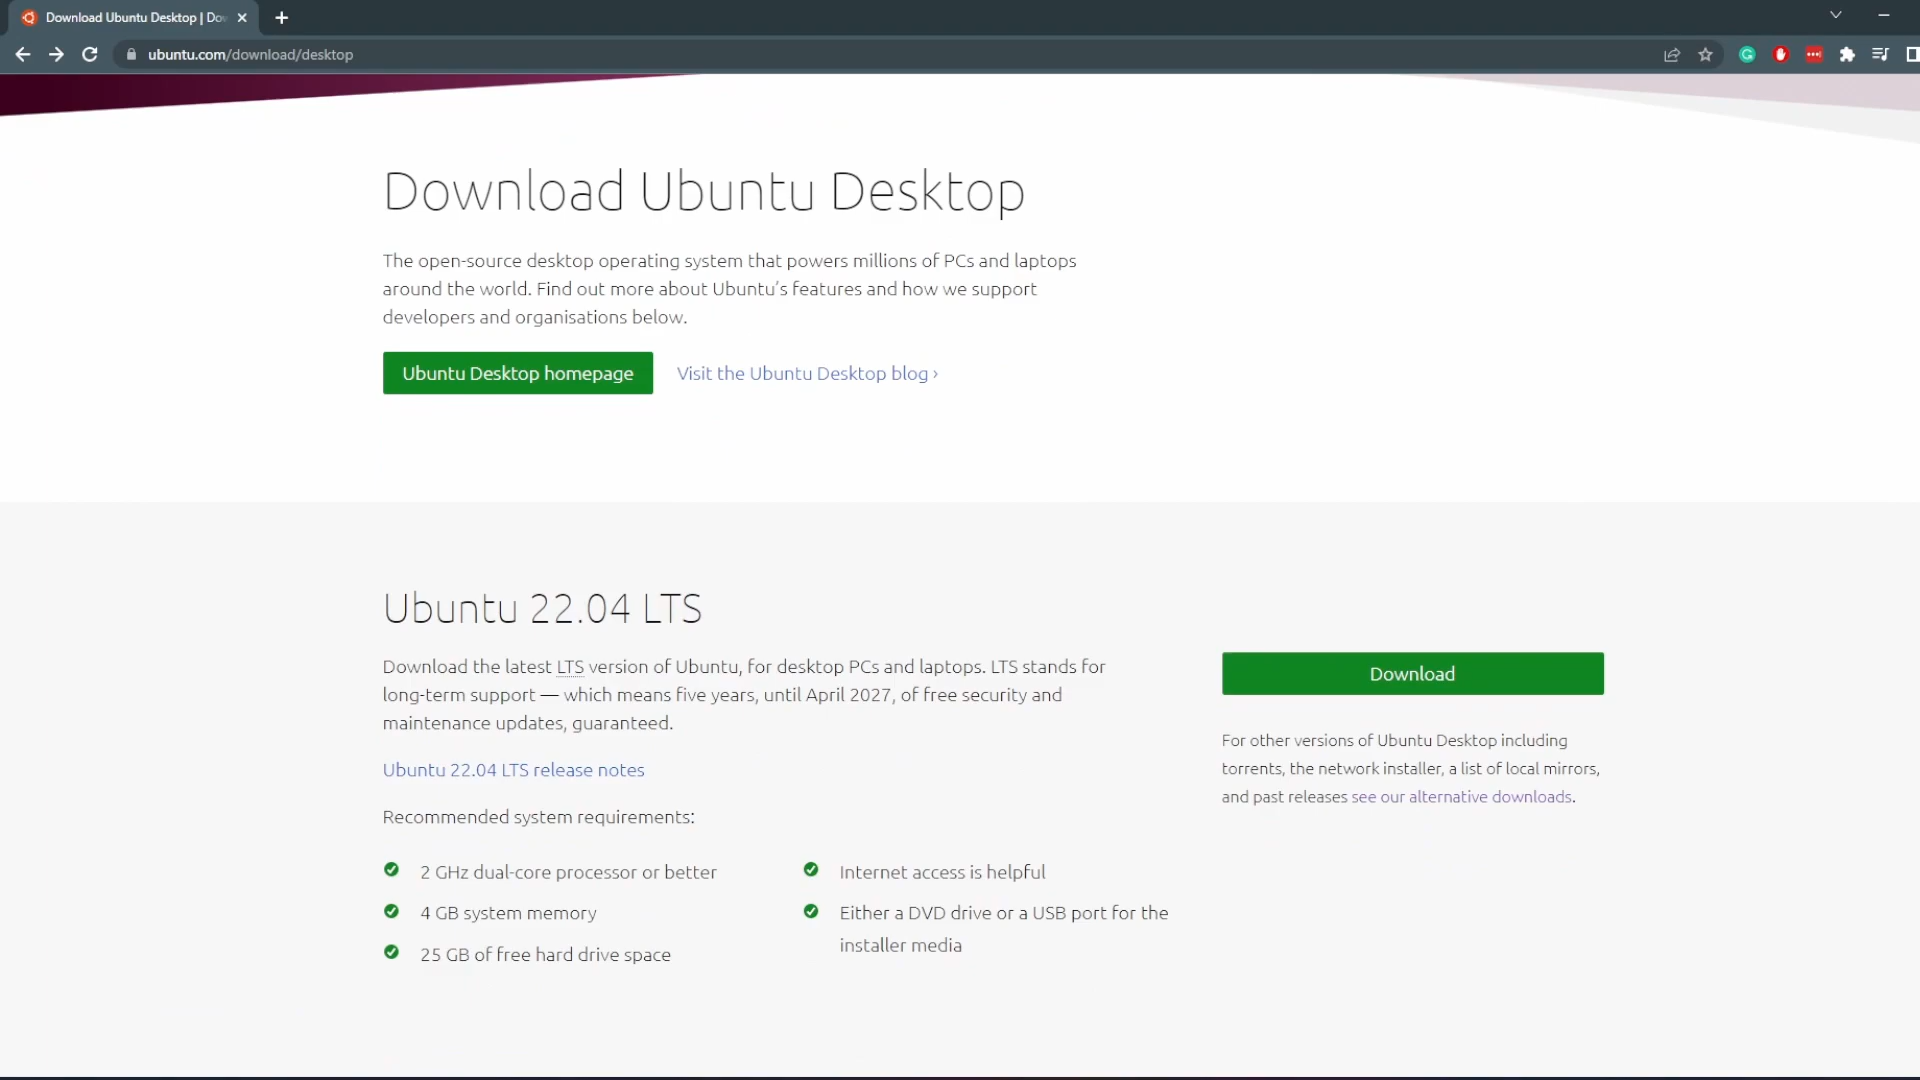 Download Ubuntu Desktop | Do
ubuntu.com/download/desktop
Download Ubuntu Desktop
The open-source desktop operating system that powers millions of PCs and laptops
around the world. Find out more about Ubuntu’s features and how we support
developers and organisations below.
Ubuntu Desktop homepage
Visit the Ubuntu Desktop blog ›
Ubuntu 22.04 LTS
Download the latest LTS version of Ubuntu, for desktop PCs and laptops. LTS stands for
long-term support — which means five years, until April 2027, of free security and
maintenance updates, guaranteed.
Ubuntu 22.04 LTS release notes
Recommended system requirements:
2 GHz dual-core processor or better
4 GB system memory
25 GB of free hard drive space
Internet access is helpful
Either a DVD drive or a USB port for the
installer media
Download
For other versions of Ubuntu Desktop including
torrents, the network installer, a list of local mirrors,
and past releases see our alternative downloads.